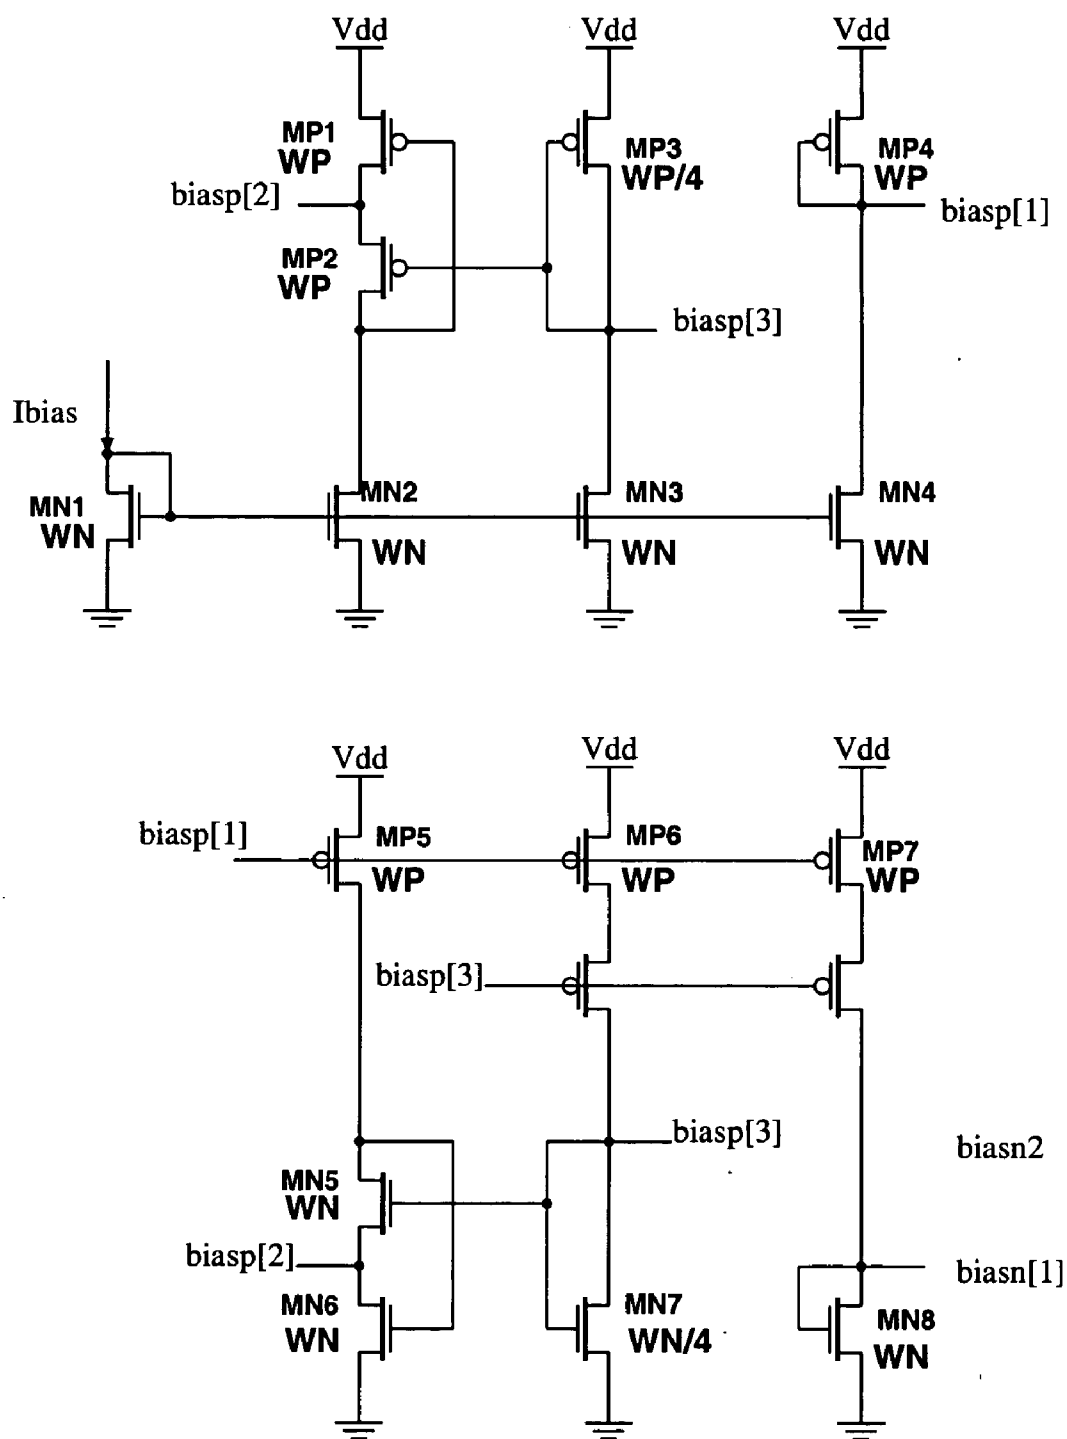 Vdd Vdd Vdd
MP1
WP
MP3
WP/4
MP4
WP
biasp[2]
biasp[1]
MP2
WP
biasp[3]
Ibias
MN1
WN
MN2
WN
MN3
WN
MN4
WN
Vdd Vdd Vdd
biasp[1]
MP5
WP
MP6
WP
MP7
WP
biasp[3]
biasp[3]
biasn2
MN5
WN
biasp[2]
biasn[1]
MN6
WN
MN7
WN/4
MN8
WN